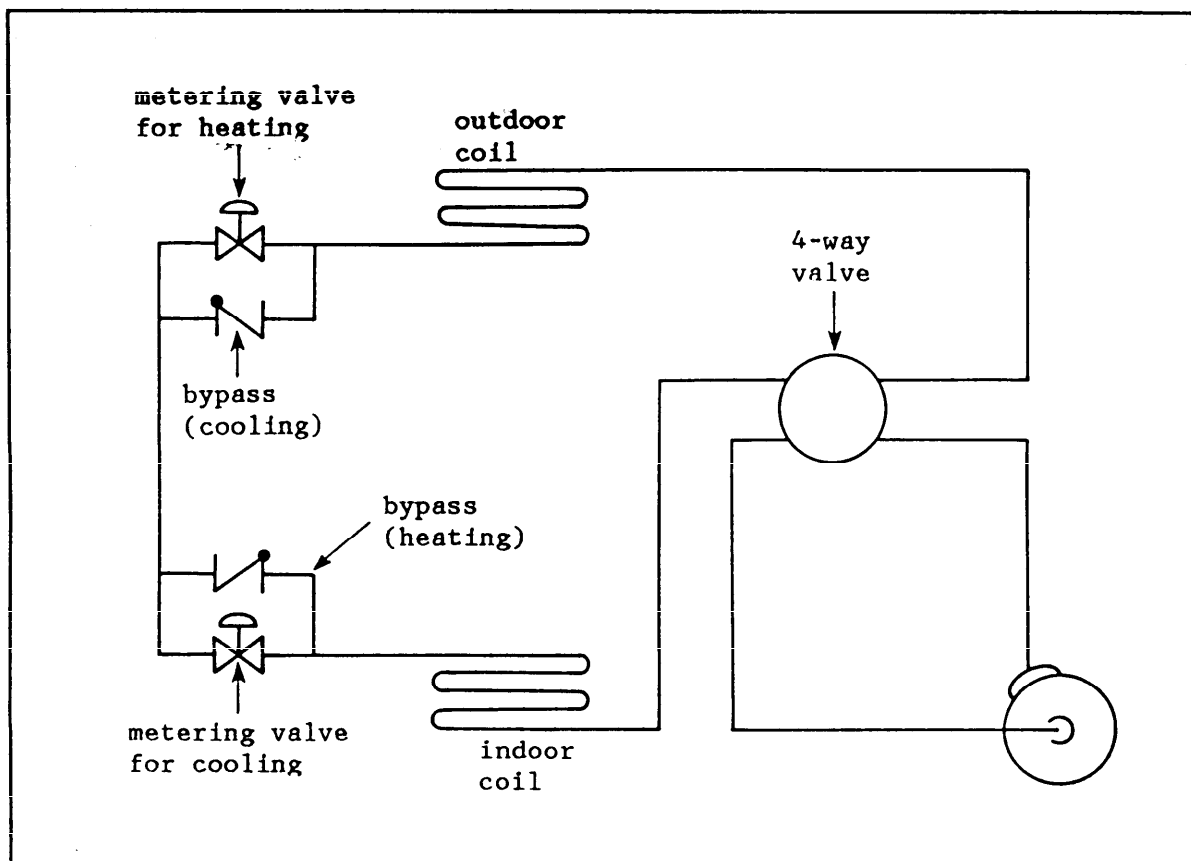 metering valve
for heating
outdoor
coil
4-way
valve
bypass
(cooling)
bypass
(heating)
metering valve
for cooling
indoor
coil